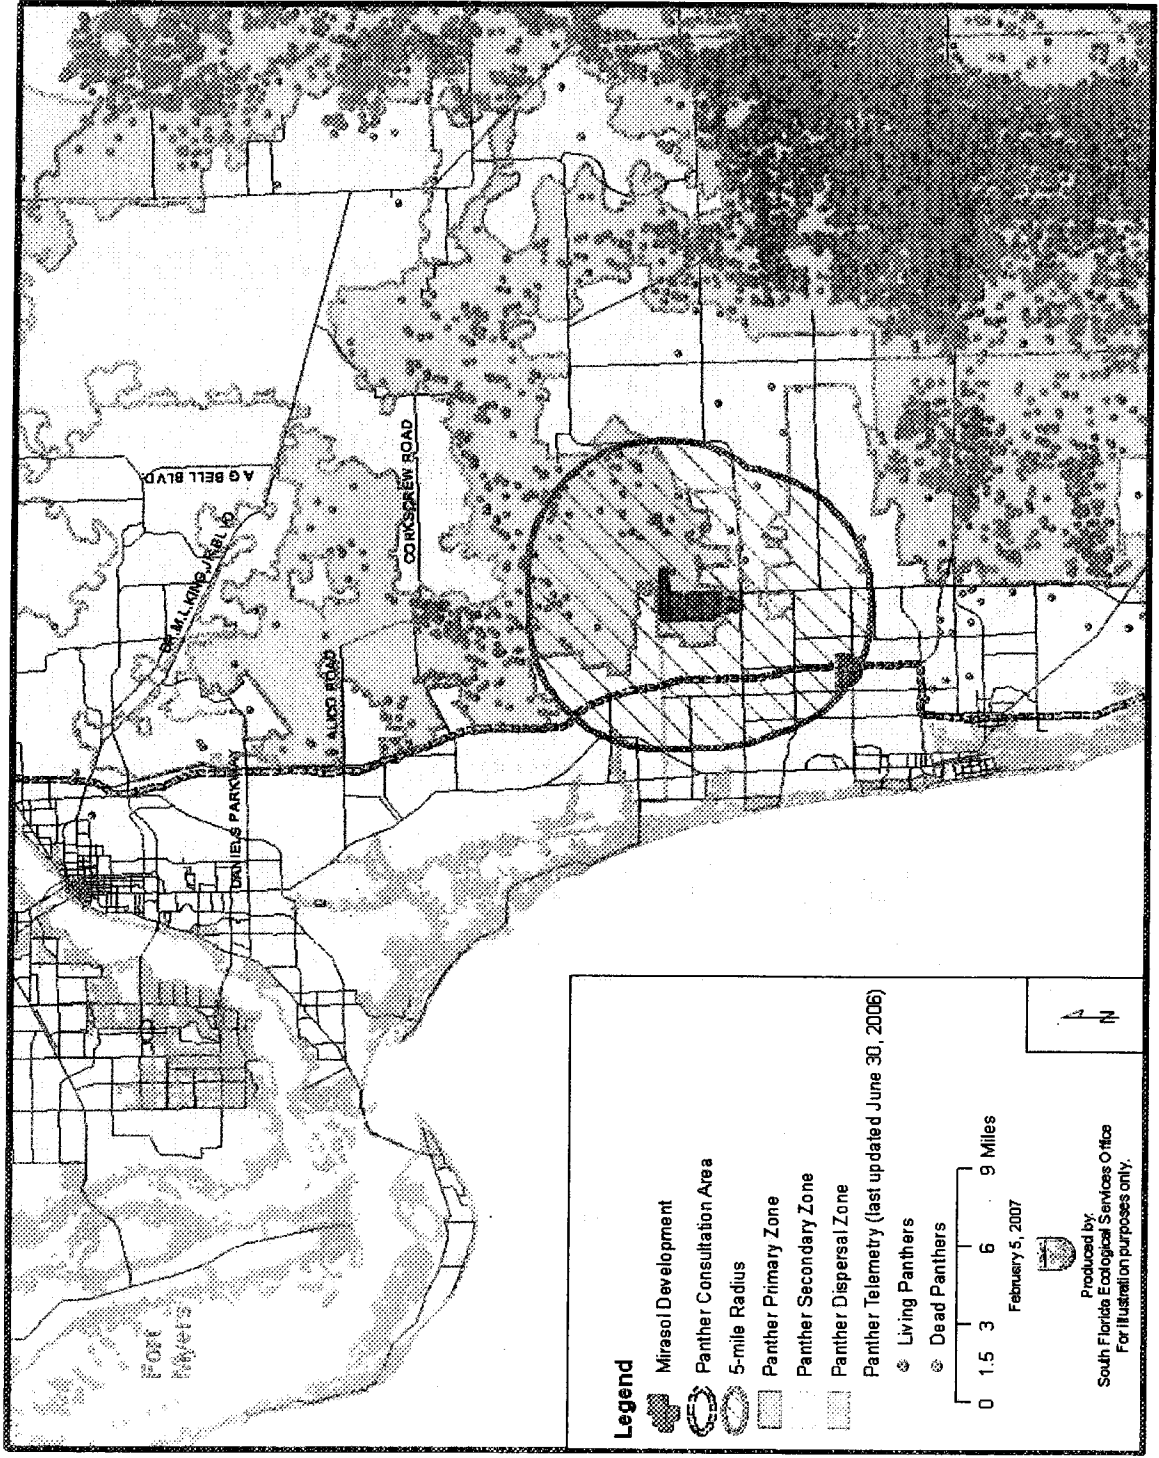 Fort
Myers
DR M.L.KING,JR.BLVD
A G BELL BLVD
DANIELS PARKWAY
ALICO ROAD
CORKSCREW ROAD
Legend
Mirasol Development
Panther Consultation Area
5-mile Radius
Panther Primary Zone
Panther Secondary Zone
Panther Dispersal Zone
Panther Telemetry (last updated June 30, 2006)
Living Panthers
Dead Panthers
0 1.5 3 6 9 Miles
February 5, 2007
Produced by:
South Florida Ecological Services Office
For illustration purposes only.
N